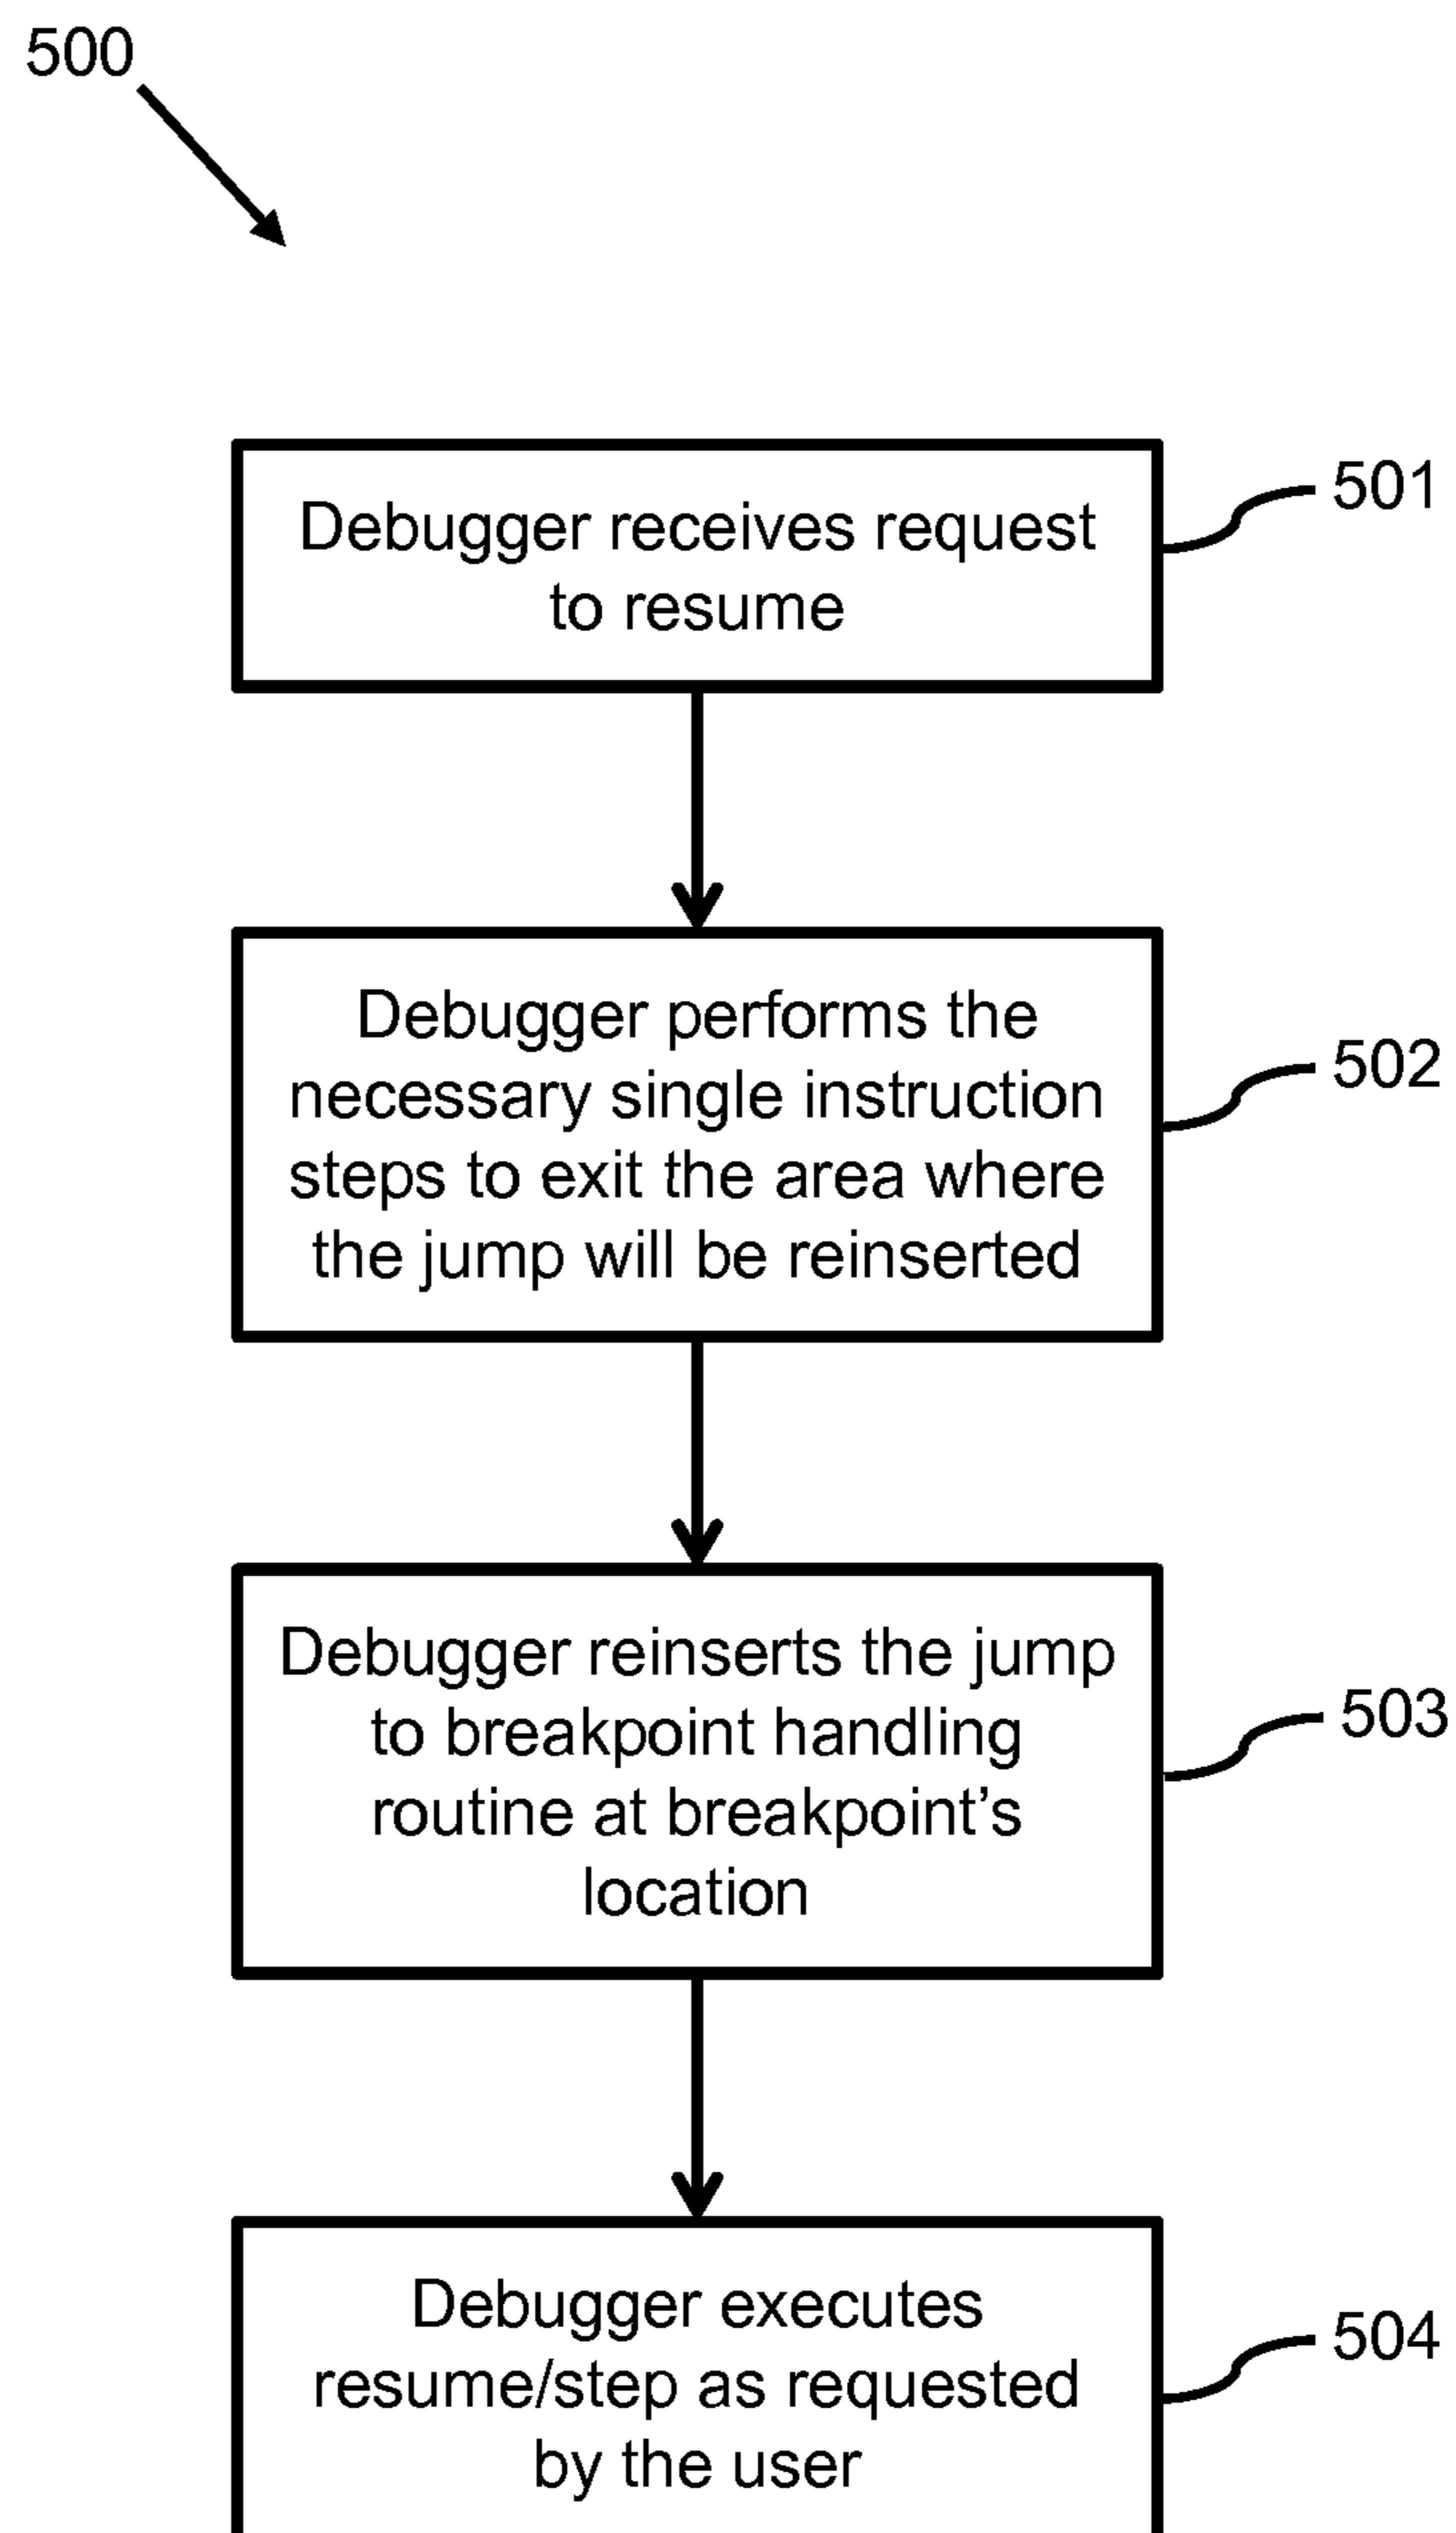 500
Debugger receives request
to resume
501
Debugger performs the
necessary single instruction
steps to exit the area where
the jump will be reinserted
502
Debugger reinserts the jump
to breakpoint handling
routine at breakpoint’s
location
503
Debugger executes
resume/step as requested
by the user
504